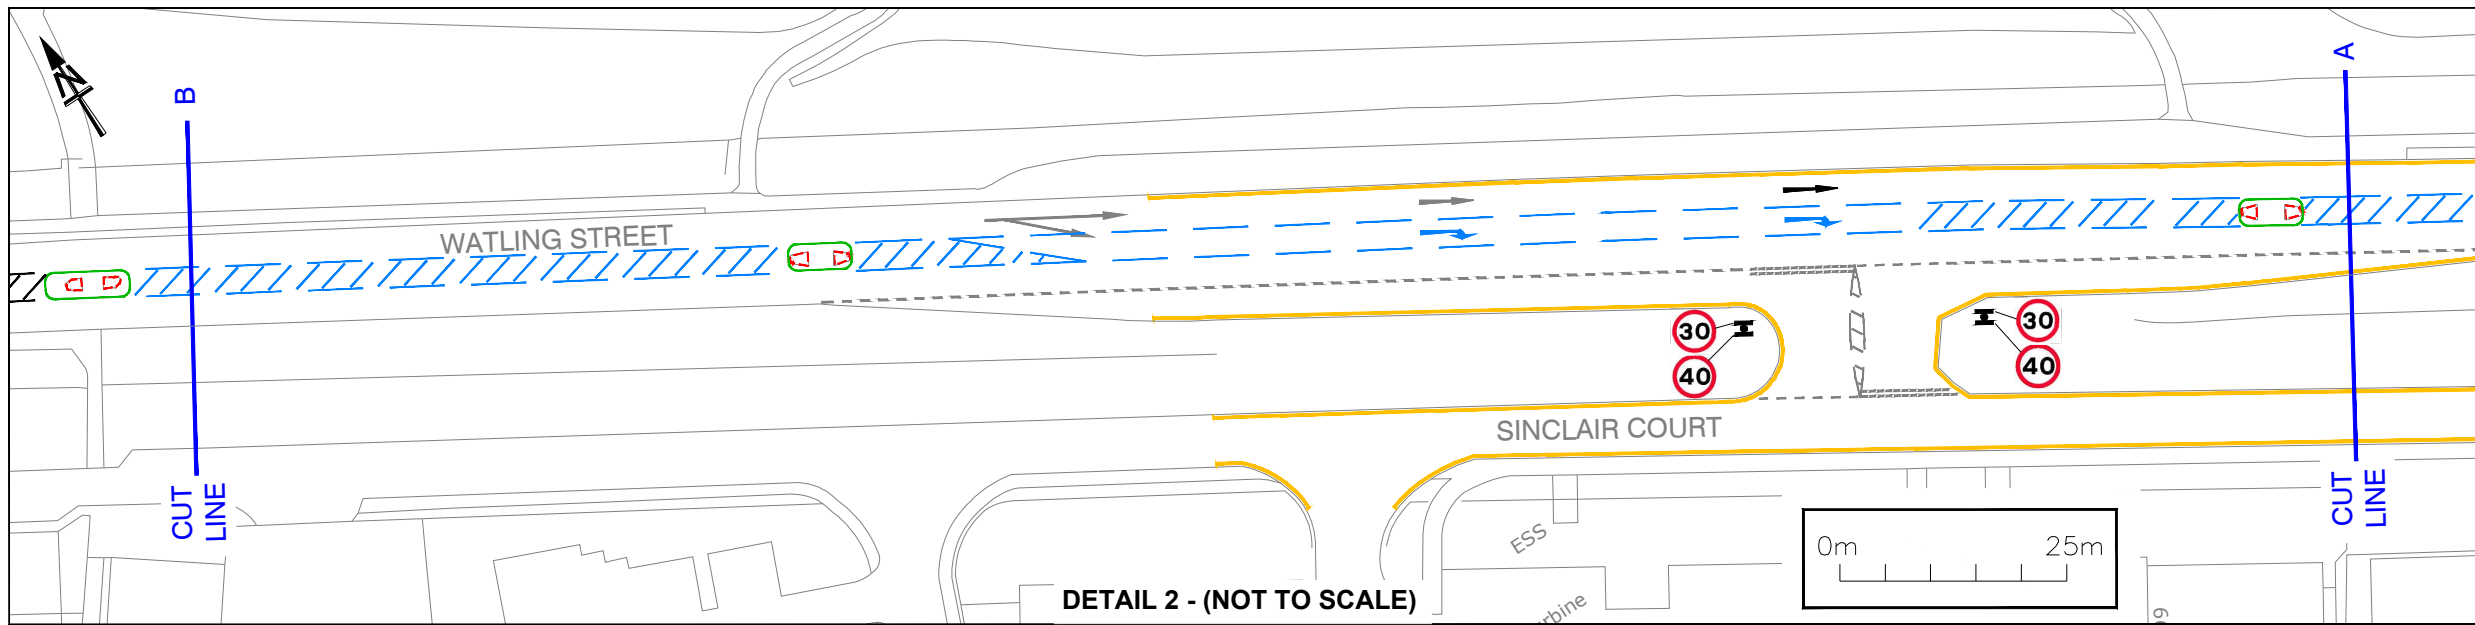 N
B
A
WATLING STREET
30
40
30
40
SINCLAIR COURT
CUT
LINE
CUT
LINE
ESS
0m 25m
DETAIL 2 - (NOT TO SCALE)